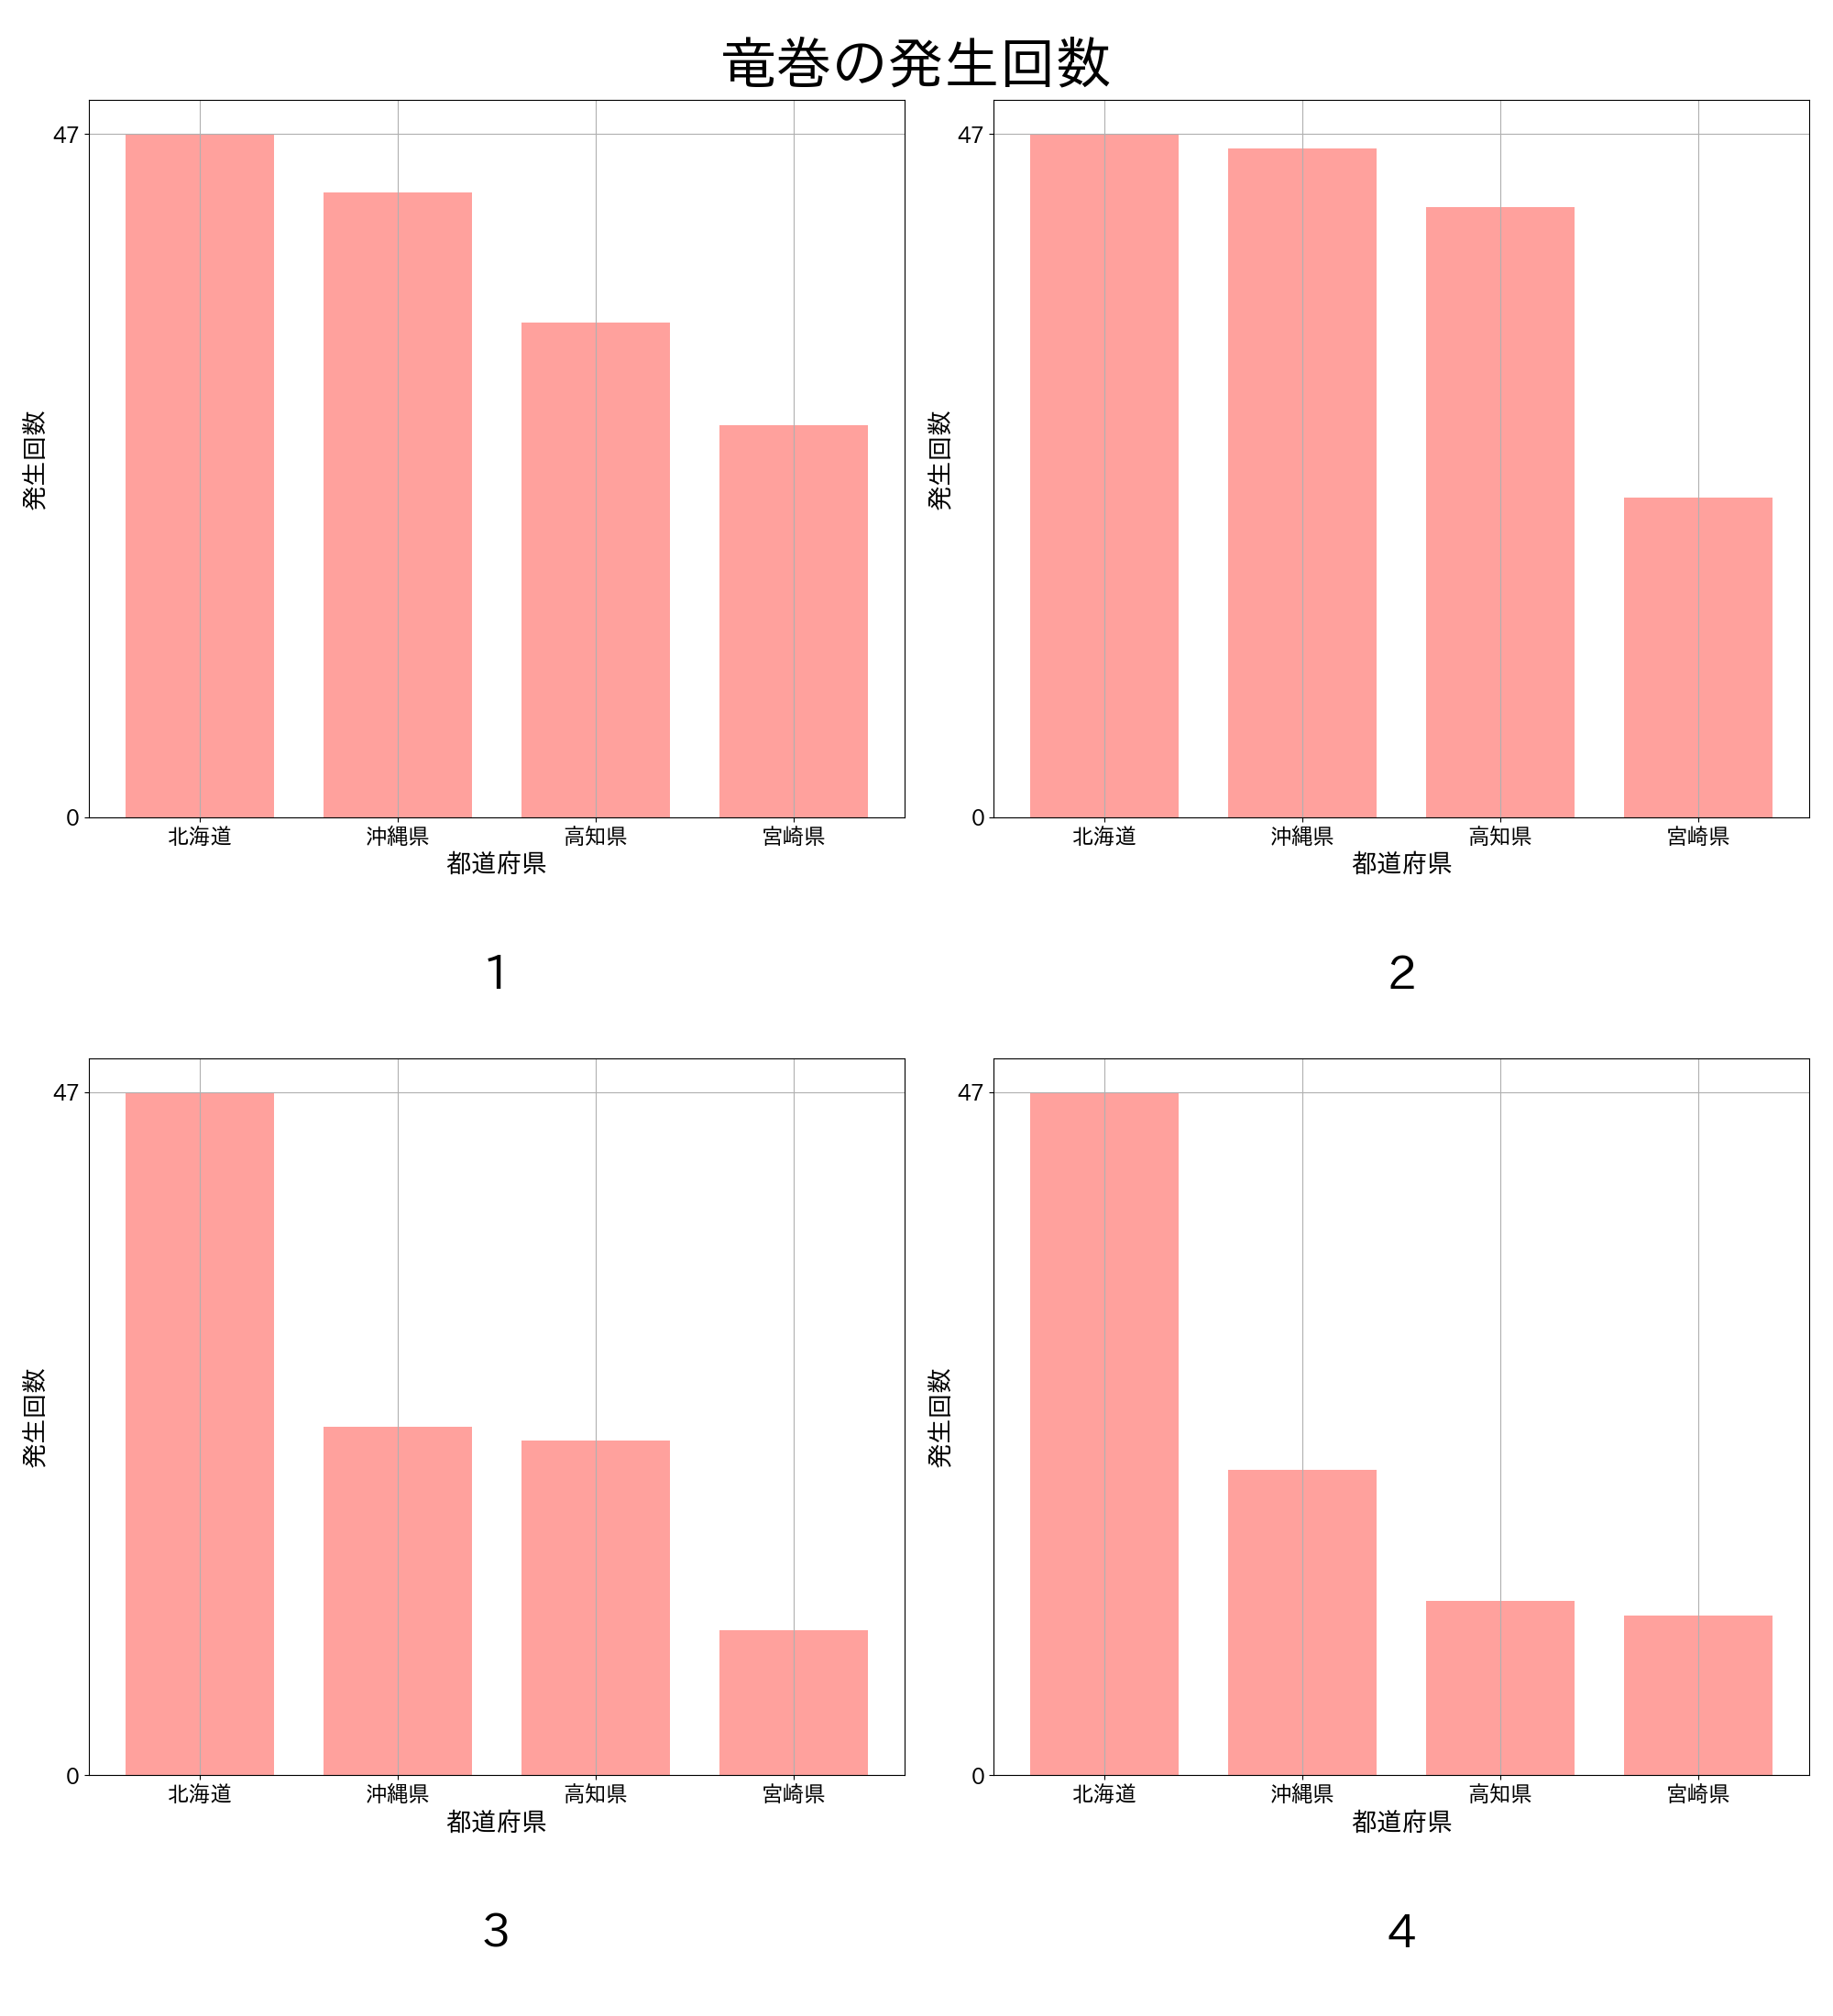 竜巻の発生回数
47
発生回数
0
北海道 沖縄県 高知県 宮崎県
都道府県
1
47
発生回数
0
北海道 沖縄県 高知県 宮崎県
都道府県
2
47
発生回数
0
北海道 沖縄県 高知県 宮崎県
都道府県
3
47
発生回数
0
北海道 沖縄県 高知県 宮崎県
都道府県
4